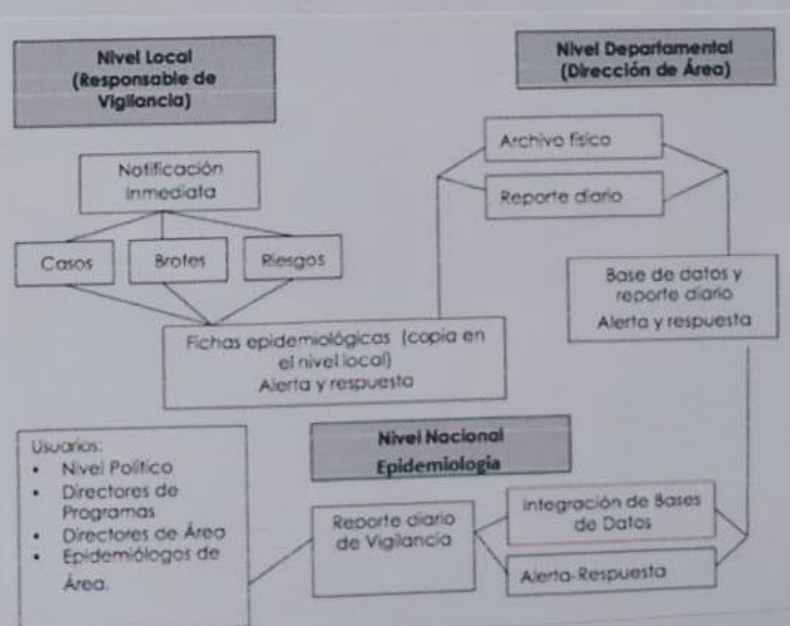 Nivel Local
(Responsable de
Vigilancia)
Nivel Departamental
(Dirección de Área)
Notificación
inmediata
Casos
Brotes
Riesgos
Fichas epidemiológicas (copia en
el nivel local)
Alerta y respuesta
Archivo físico
Reporte diario
Base de datos y
reporte diario
Alerta y respuesta
Nivel Nacional
Epidemiologia
Integración de Bases
de Datos
Alerta-Respuesta
Reporte diario
de Vigilancia
Usuarios:
• Nivel Político
• Directores de
Programas
• Directores de Área
• Epidemiólogos de
Área.